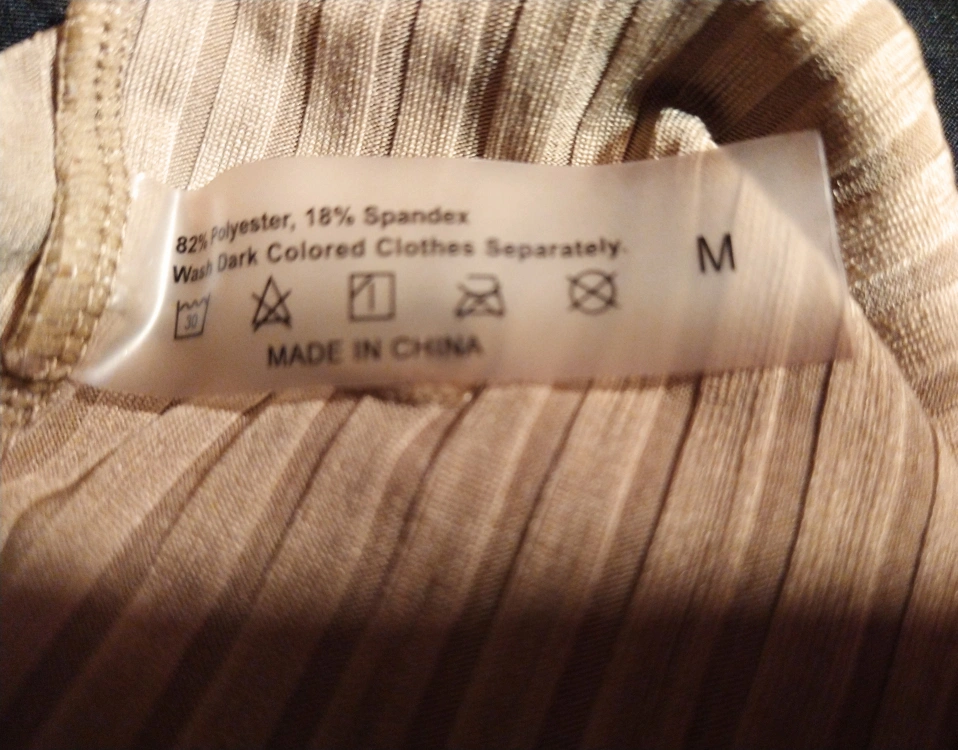 82% Polyester, 18% Spandex
Wash Dark Colored Clothes Separately.
M
30
MADE IN CHINA